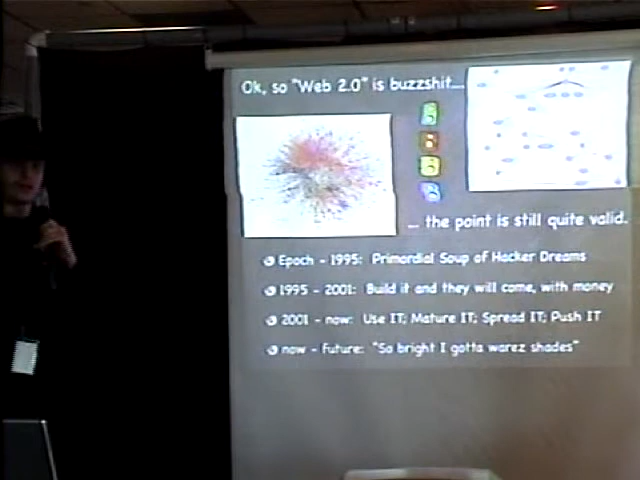 Ok, so "Web 2.0" is buzzshit....
... the point is still quite valid.
Epoch - 1995: Primordial Soup of Hacker Dreams
1995 - 2001: Build it and they will come, with money
2001 - now: Use IT; Mature IT; Spread IT; Push IT
now - future: "So bright I gotta warez shades"